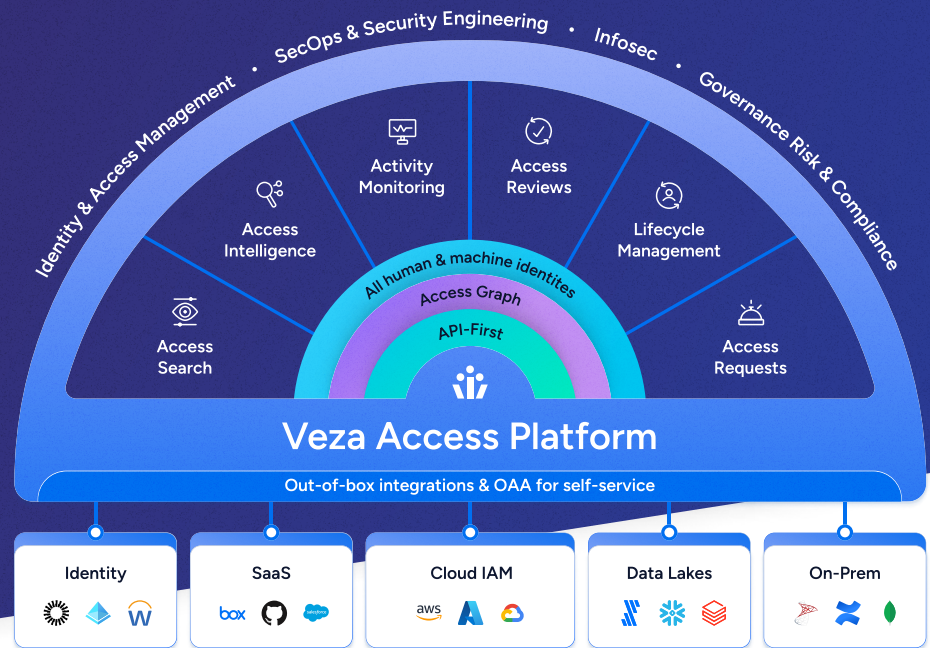 Identity & Access Management • SecOps & Security Engineering • Infosec • Governance Risk & Compliance
Activity
Monitoring
Access
Reviews
Access
Intelligence
Lifecycle
Management
Access
Search
Access
Requests
All human & machine identites
Access Graph
API-First
Veza Access Platform
Out-of-box integrations & OAA for self-service
Identity
SaaS
Cloud IAM
Data Lakes
On-Prem
box
salesforce
aws